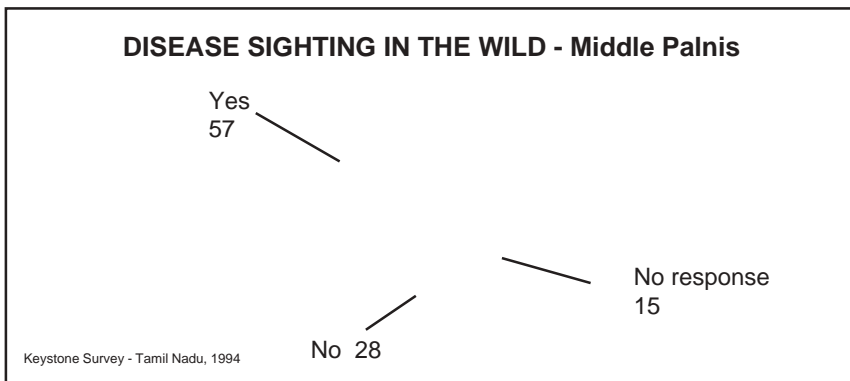 DISEASE SIGHTING IN THE WILD - Middle Palnis
Yes
57
No response
15
No 28
Keystone Survey - Tamil Nadu, 1994